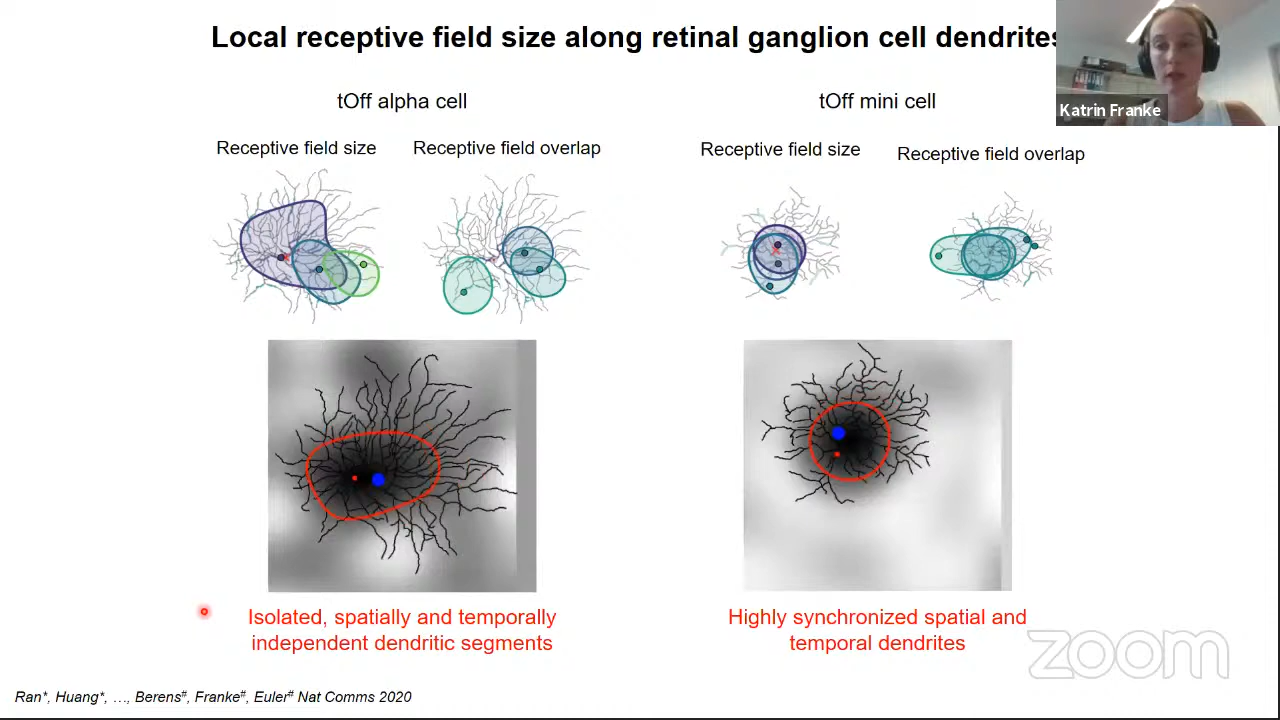 Local receptive field size along retinal ganglion cell dendrites
Katrin Franke
tOff alpha cell
tOff mini cell
Receptive field size
Receptive field overlap
Receptive field size
Receptive field overlap
Isolated, spatially and temporally
independent dendritic segments
Highly synchronized spatial and
temporal dendrites
zoom
Ran*, Huang*, …, Berens#, Franke#, Euler# Nat Comms 2020